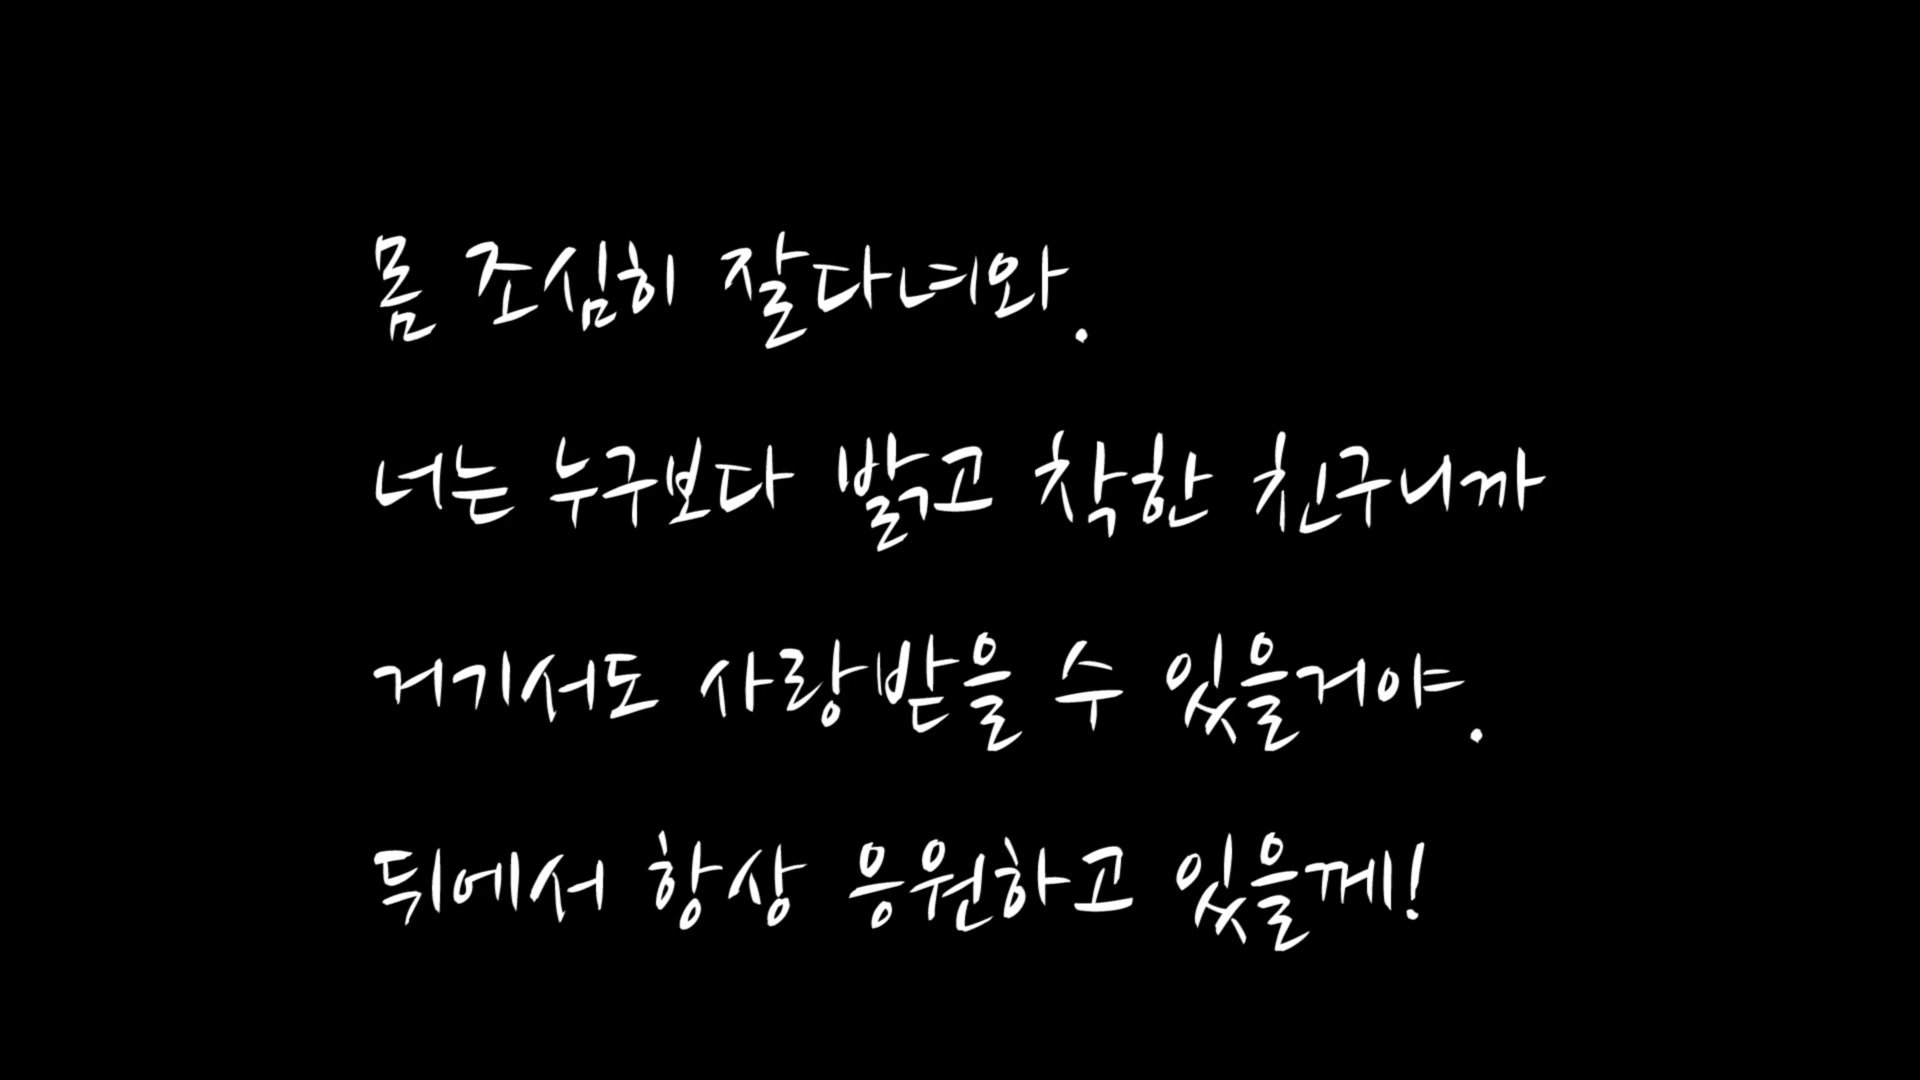 몸 조심히 잘다녀와.
너는 누구보다 밝고 착한 친구니까
거기서도 사랑받을 수 있을거야.
뒤에서 항상 응원하고 있을께!